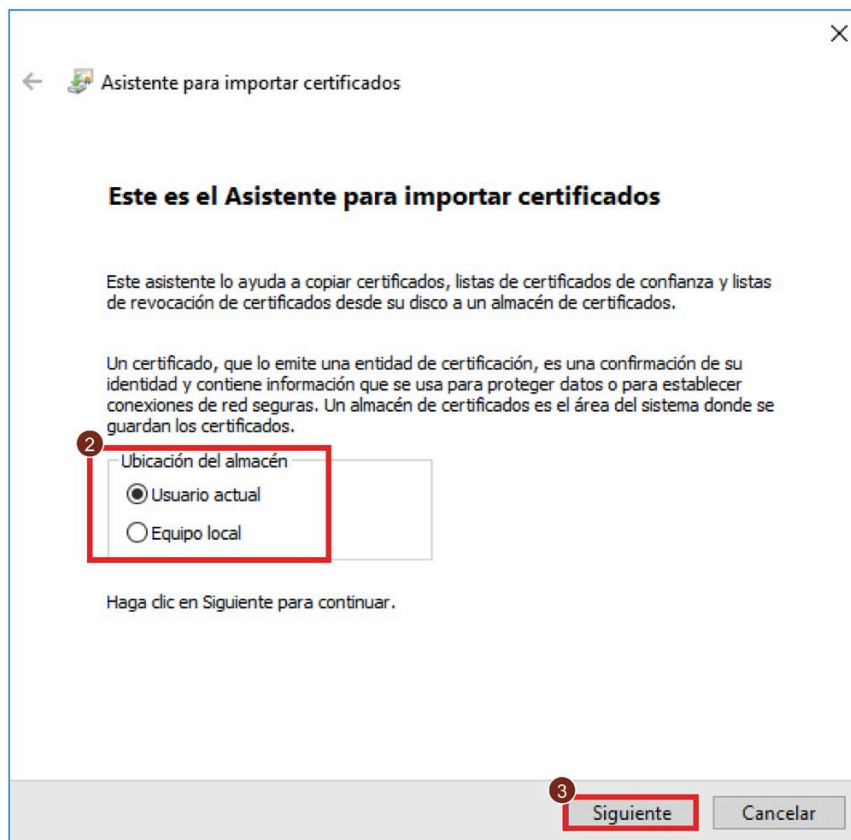 Asistente para importar certificados
Este es el Asistente para importar certificados
Este asistente lo ayuda a copiar certificados, listas de certificados de confianza y listas
de revocación de certificados desde su disco a un almacén de certificados.
Un certificado, que lo emite una entidad de certificación, es una confirmación de su
identidad y contiene información que se usa para proteger datos o para establecer
conexiones de red seguras. Un almacén de certificados es el área del sistema donde se
guardan los certificados.
2
Ubicación del almacén
Usuario actual
Equipo local
Haga clic en Siguiente para continuar.
3
Siguiente Cancelar